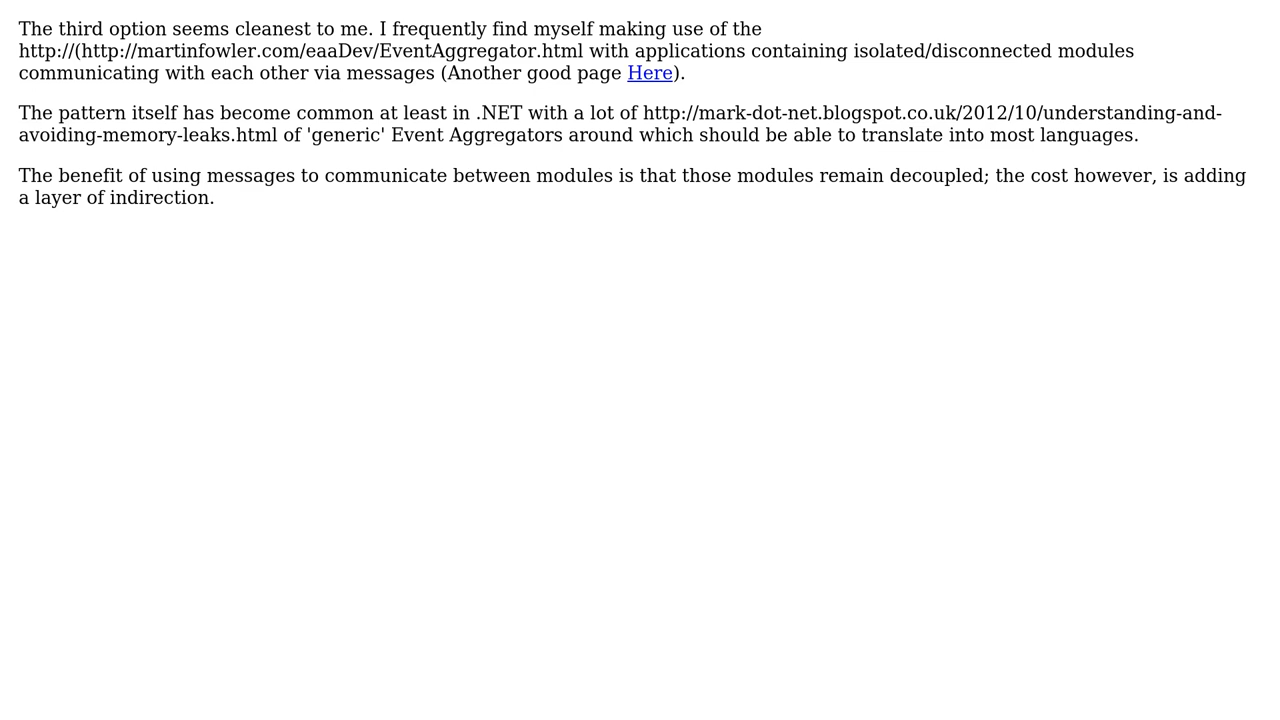 The third option seems cleanest to me. I frequently find myself making use of the
http://(http://martinfowler.com/eaaDev/EventAggregator.html with applications containing isolated/disconnected modules
communicating with each other via messages (Another good page Here).
The pattern itself has become common at least in .NET with a lot of http://mark-dot-net.blogspot.co.uk/2012/10/understanding-and-
avoiding-memory-leaks.html of 'generic' Event Aggregators around which should be able to translate into most languages.
The benefit of using messages to communicate between modules is that those modules remain decoupled; the cost however, is adding
a layer of indirection.